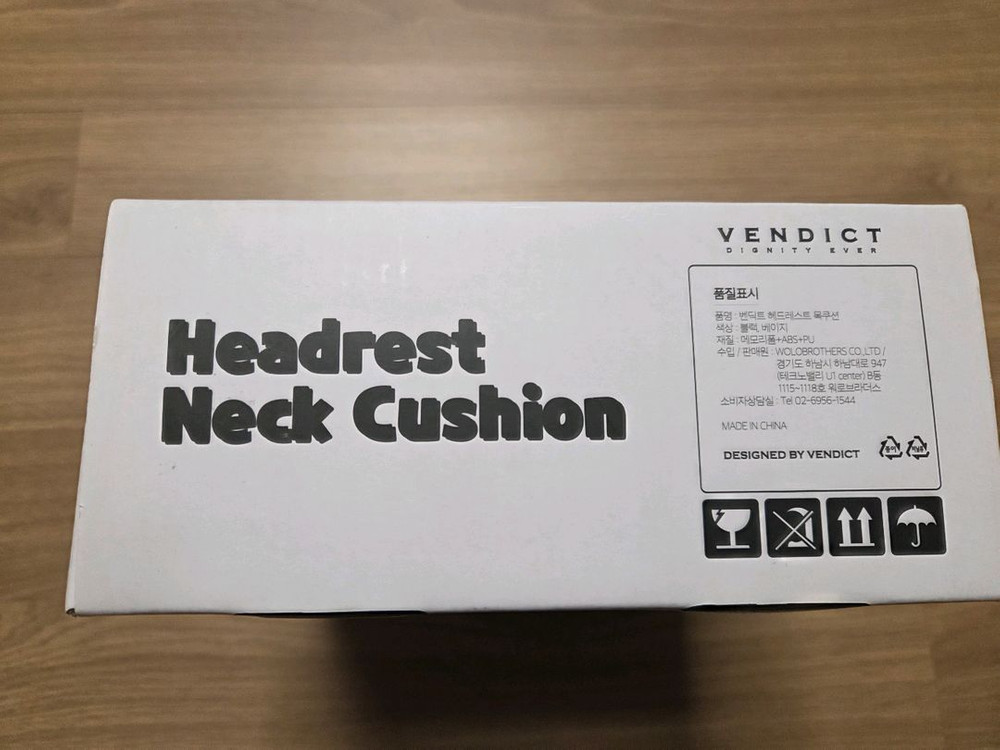 Headrest
Neck Cushion
VENDICT
DIGNITY EVER
품질표시
품명 : 벤딕트 헤드레스트 목쿠션
색상 : 블랙, 베이지
재질 : 메모리폼+ABS+PU
수입 / 판매원 : WOLOBROTHERS CO.,LTD /
경기도 하남시 하남대로 947
(테크노밸리 U1 center) B동
1115~1118호 워로브라더스
소비자상담실 : Tel 02-6956-1544
MADE IN CHINA
DESIGNED BY VENDICT
종이